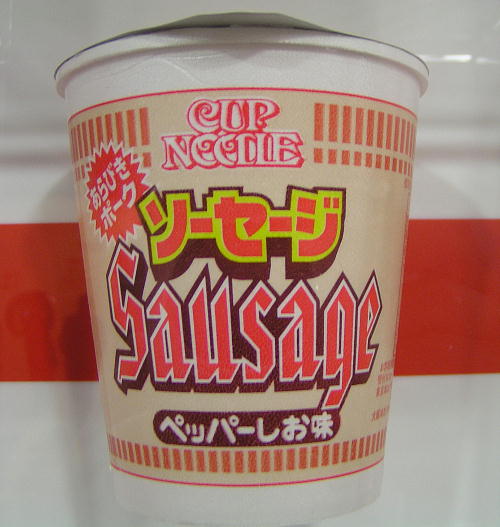 CUP
NOODLE
あらびき
ポーク
ソーセージ
Sausage
ペッパーしお味